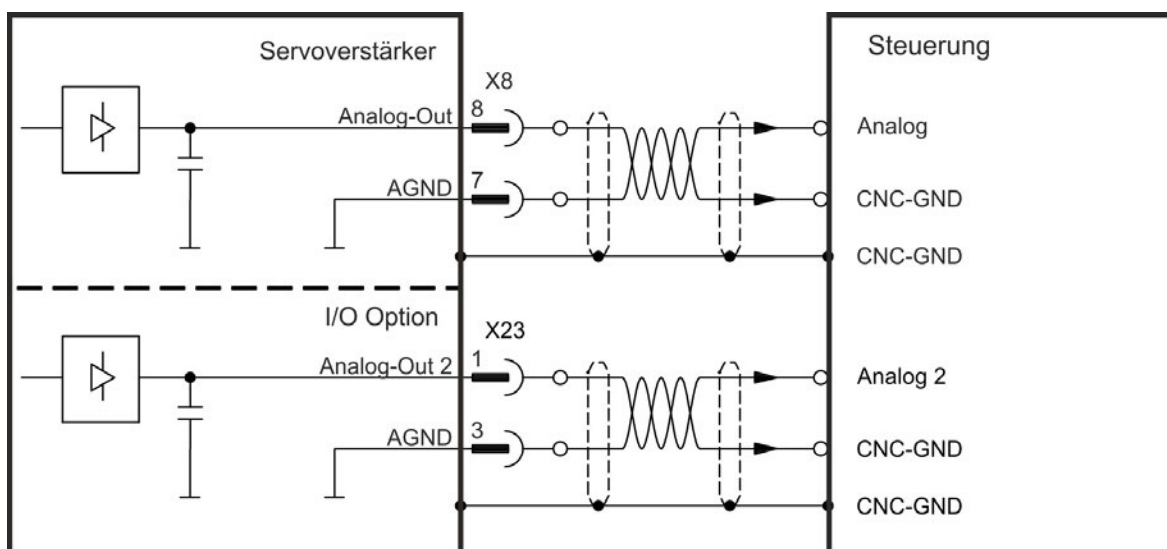 Servoverstärker
Steuerung
X8
Analog-Out
8
Analog
AGND
7
CNC-GND
CNC-GND
I/O Option
X23
Analog-Out 2
1
Analog 2
AGND
3
CNC-GND
CNC-GND